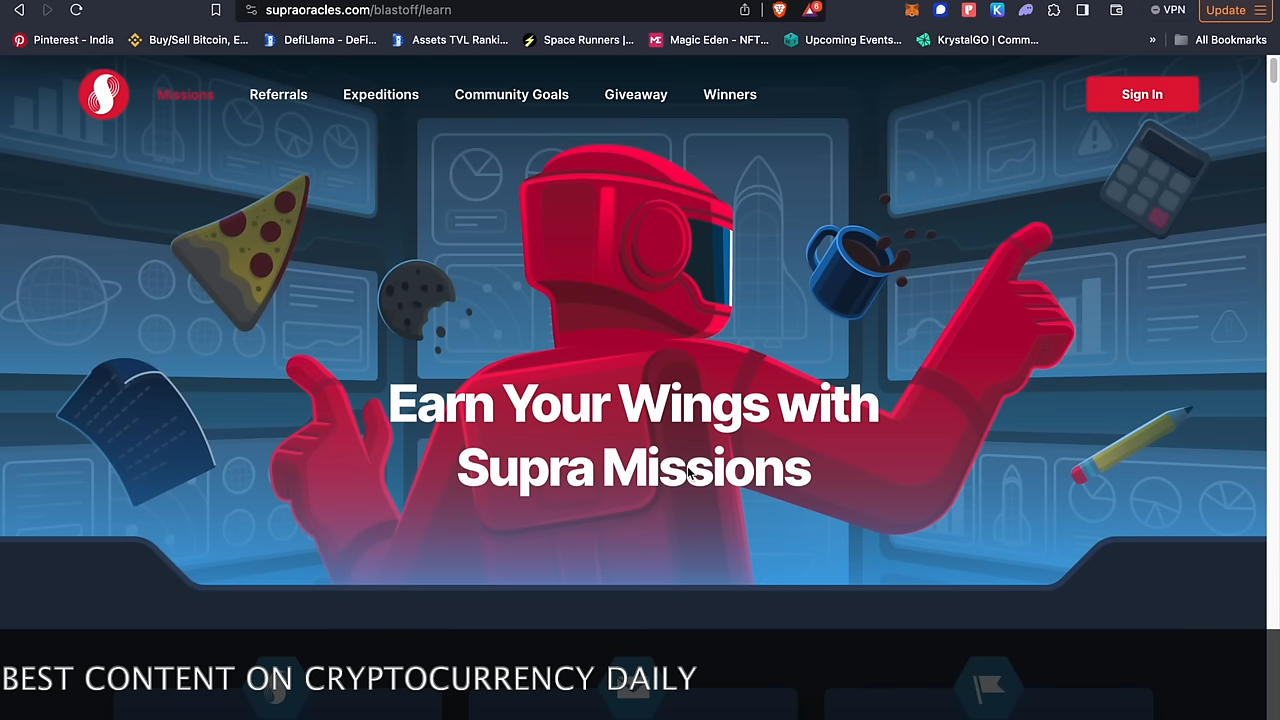 supraoracles.com/blastoff/learn
6
VPN
Update
Pinterest - India
Buy/Sell Bitcoin, E...
DefiLlama - DeFi...
Assets TVL Ranki...
Space Runners |...
Magic Eden - NFT...
Upcoming Events...
KrystalGO | Comm...
»
All Bookmarks
Missions
Referrals
Expeditions
Community Goals
Giveaway
Winners
Sign In
Earn Your Wings with
Supra Missions
BEST CONTENT ON CRYPTOCURRENCY DAILY